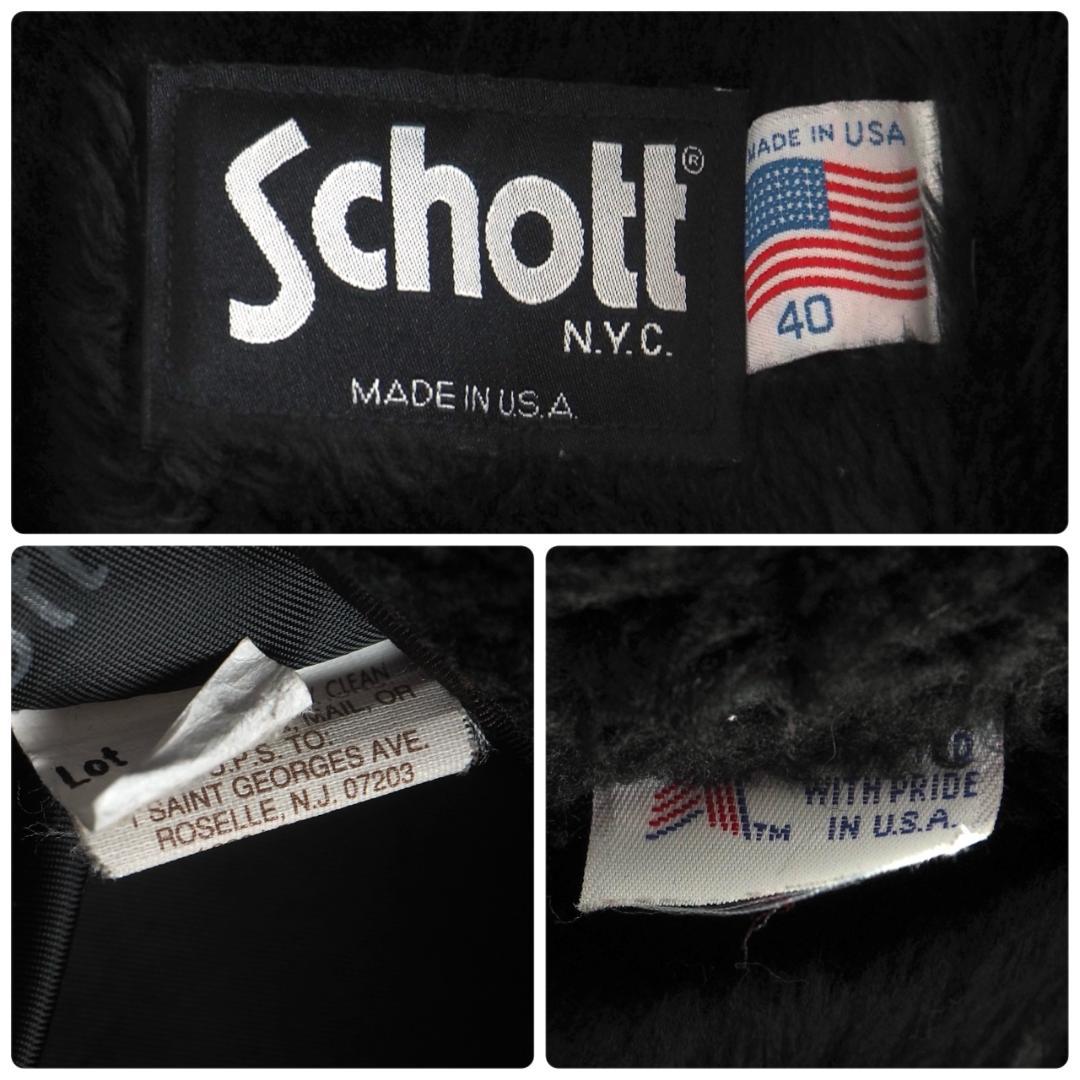 Schott®
N.Y.C.
MADE IN U.S.A.
MADE IN USA
40
CLEAN
MAIL, OR
U.P.S. TO:
Lot
1 SAINT GEORGES AVE.
ROSELLE, N.J. 07203
WITH PRIDE
TM IN U.S.A.